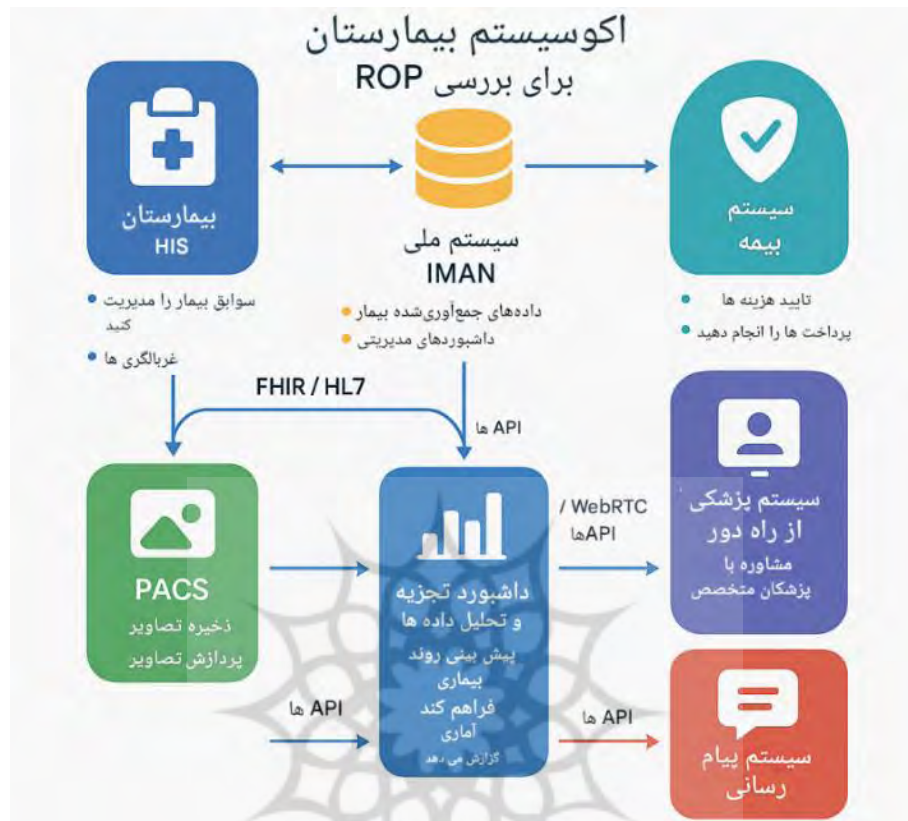 اکوسیستم بیمارستان
برای بررسی ROP
بیمارستان
HIS
سوابق بیمار را مدیریت
کنید
غربالگری ها
سیستم ملی
IMAN
داده‌های جمع‌آوری‌شده بیمار
داشبوردهای مدیریتی
سیستم
بیمه
تایید هزینه ها
پرداخت ها را انجام دهید
FHIR / HL7
API ها
PACS
ذخیره تصاویر
پردازش تصاویر
داشبورد تجزیه
و تحلیل داده ها
پیش بینی روند
بیماری
فراهم کند
آماری
گزارش می دهد
/ WebRTC
APIها
سیستم پزشکی
از راه دور
مشاوره با
پزشکان متخصص
API ها
API ها
سیستم پیام
رسانی